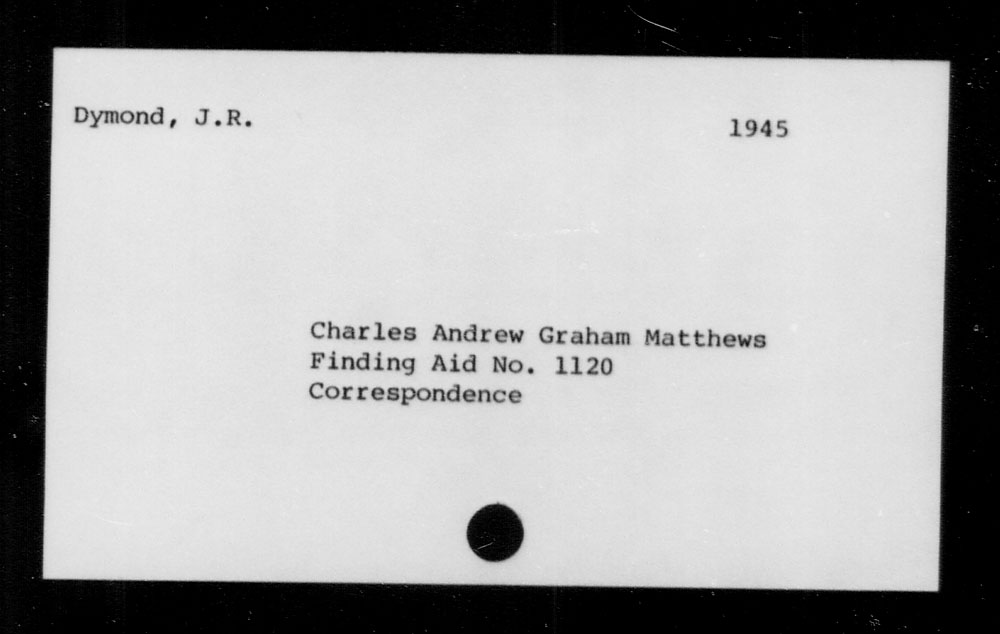 Dymond, J.R.
1945
Charles Andrew Graham Matthews
Finding Aid No. 1120
Correspondence